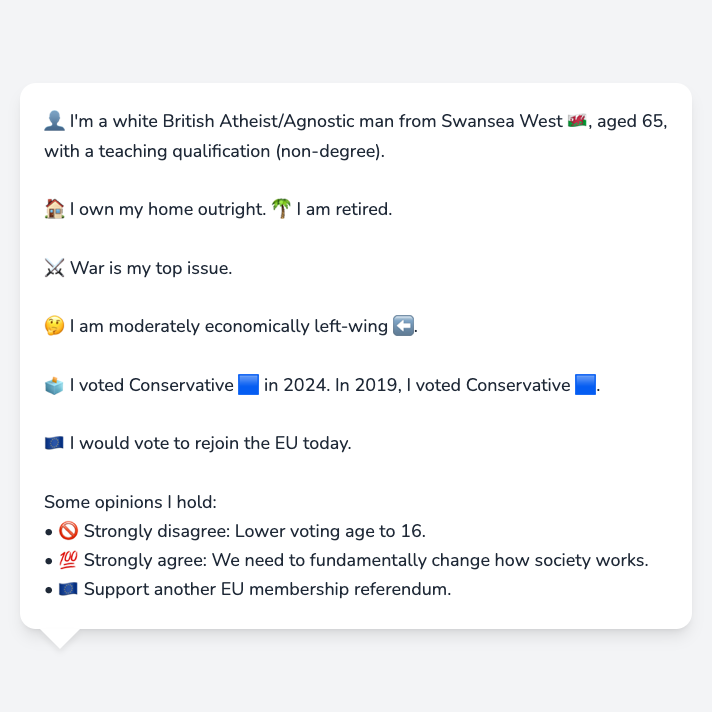 👤 I'm a white British Atheist/Agnostic man from Swansea West 🏴󠁧󠁢󠁷󠁬󠁳󠁿, aged 65,
with a teaching qualification (non-degree).
🏠 I own my home outright. 🌴 I am retired.
⚔️ War is my top issue.
🤔 I am moderately economically left-wing ⬅️.
🗳️ I voted Conservative 🟦 in 2024. In 2019, I voted Conservative 🟦.
🇪🇺 I would vote to rejoin the EU today.
Some opinions I hold:
• 🚫 Strongly disagree: Lower voting age to 16.
• 💯 Strongly agree: We need to fundamentally change how society works.
• 🇪🇺 Support another EU membership referendum.